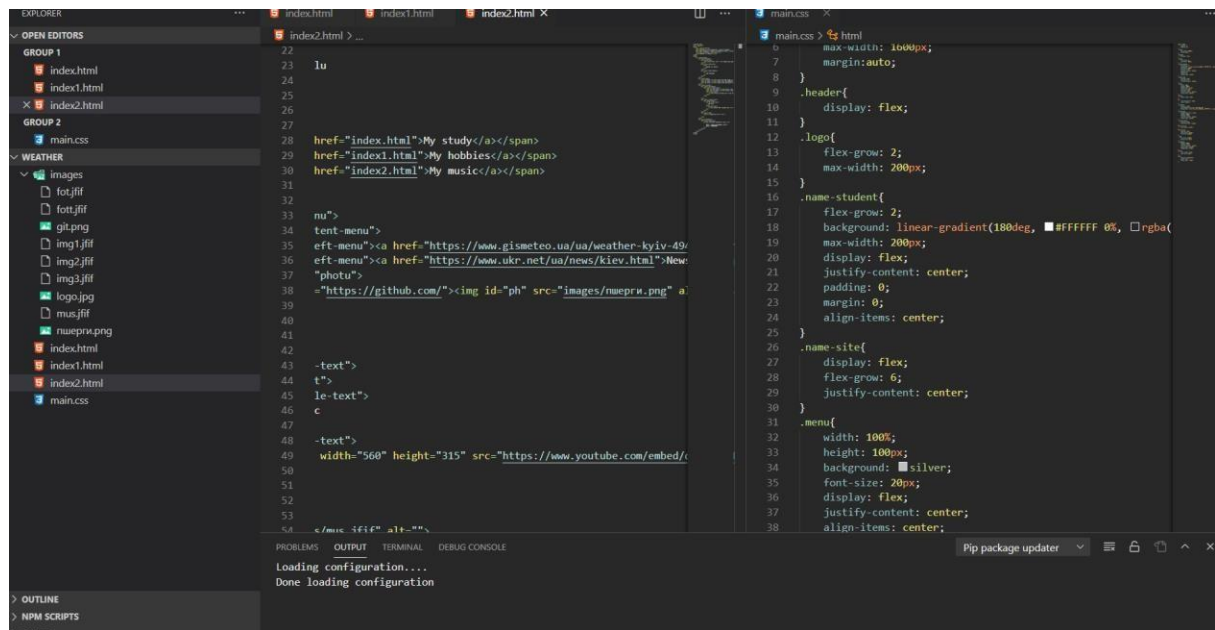 EXPLORER ...
OPEN EDITORS
GROUP 1
index.html
index1.html
index2.html
GROUP 2
main.css
WEATHER
images
fot.jfif
fott.jfif
git.png
img1.jfif
img2.jfif
img3.jfif
logo.jpg
mus.jfif
пшерги.png
index.html
index1.html
index2.html
main.css
OUTLINE
NPM SCRIPTS
index.html index1.html index2.html
index2.html > ...
22
23 lu
24
25
26
27
28 href="index.html">My study</a></span>
29 href="index1.html">My hobbies</a></span>
30 href="index2.html">My music</a></span>
31
32
33 nu">
34 tent-menu">
35 eft-menu"><a href="https://www.gismeteo.ua/ua/weather-kyiv-494
36 eft-menu"><a href="https://www.ukr.net/ua/news/kiev.html">News
37 "photu">
38 ="https://github.com/"><img id="ph" src="images/пшерги.png" al
39
40
41
42
43 -text">
44 t">
45 le-text">
46 c
47
48 -text">
49 width="560" height="315" src="https://www.youtube.com/embed/
50
51
52
53
54 s/mus.jfif" alt="">
main.css
main.css > html
6 max-width: 1600px;
7 margin:auto;
8 }
9 .header{
10 display: flex;
11 }
12 .logo{
13 flex-grow: 2;
14 max-width: 200px;
15 }
16 .name-student{
17 flex-grow: 2;
18 background: linear-gradient(180deg, #FFFFFF 0%, rgba(
19 max-width: 200px;
20 display: flex;
21 justify-content: center;
22 padding: 0;
23 margin: 0;
24 align-items: center;
25 }
26 .name-site{
27 display: flex;
28 flex-grow: 6;
29 justify-content: center;
30 }
31 .menu{
32 width: 100%;
33 height: 100px;
34 background: silver;
35 font-size: 20px;
36 display: flex;
37 justify-content: center;
38 align-items: center;
PROBLEMS OUTPUT TERMINAL DEBUG CONSOLE Pip package updater
Loading configuration....
Done loading configuration